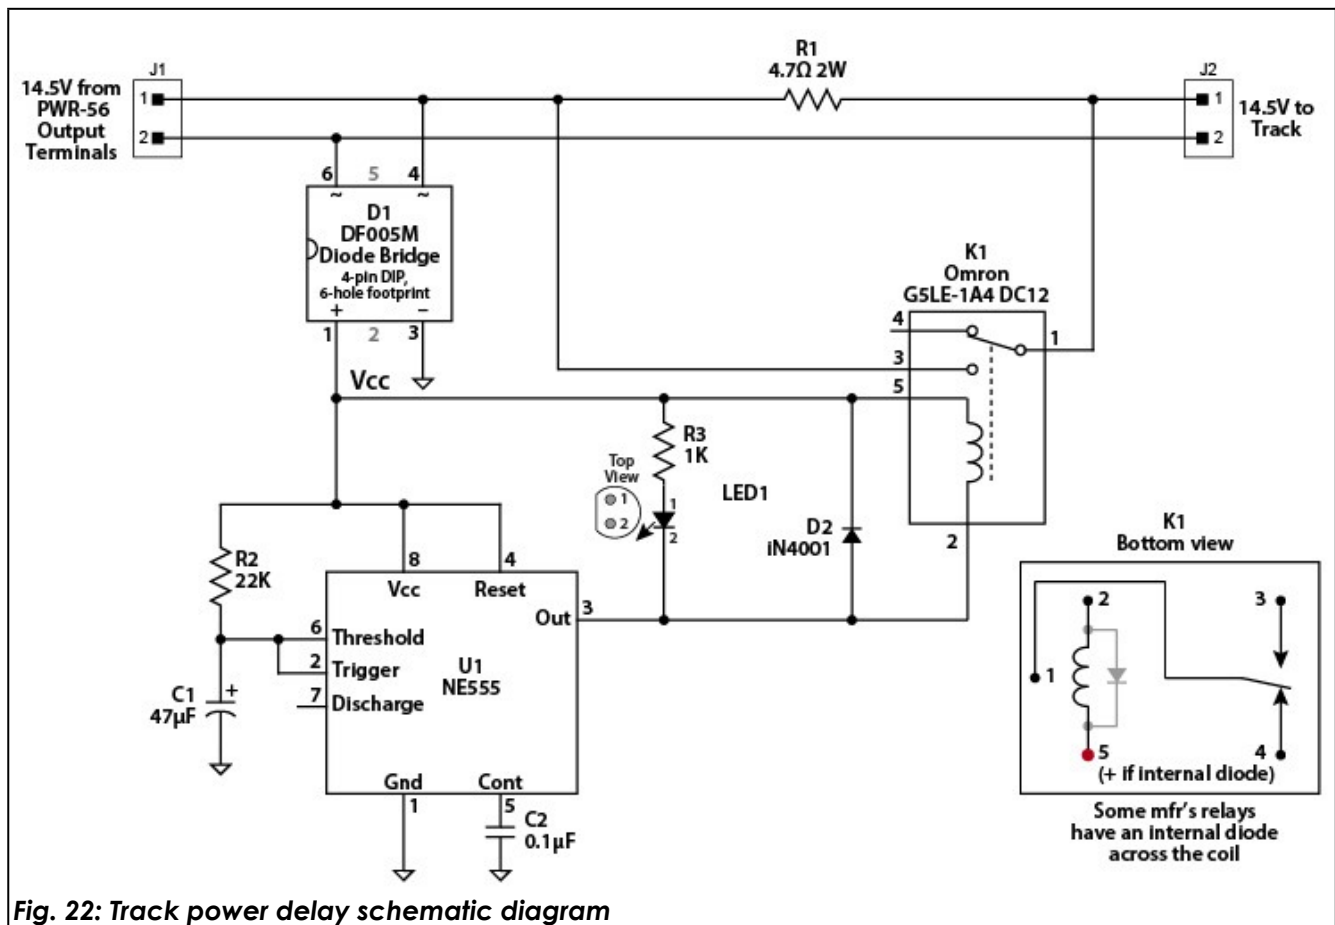 R1
4.7Ω 2W
J1
14.5V from
PWR-56
Output
Terminals
1
2
J2
1
2
14.5V to
Track
6
5
4
~
~
D1
DF005M
Diode Bridge
4-pin DIP,
6-hole footprint
+
−
1
2
3
Vcc
K1
Omron
G5LE-1A4 DC12
4
3
5
1
2
R3
1K
Top
View
1
2
1
2
LED1
D2
iN4001
R2
22K
8
4
Vcc
Reset
Out
3
6
Threshold
2
Trigger
7
Discharge
U1
NE555
C1
+
47µF
Gnd
Cont
1
5
C2
0.1µF
K1
Bottom view
2
3
1
5
4
(+ if internal diode)
Some mfr's relays
have an internal diode
across the coil
Fig. 22: Track power delay schematic diagram